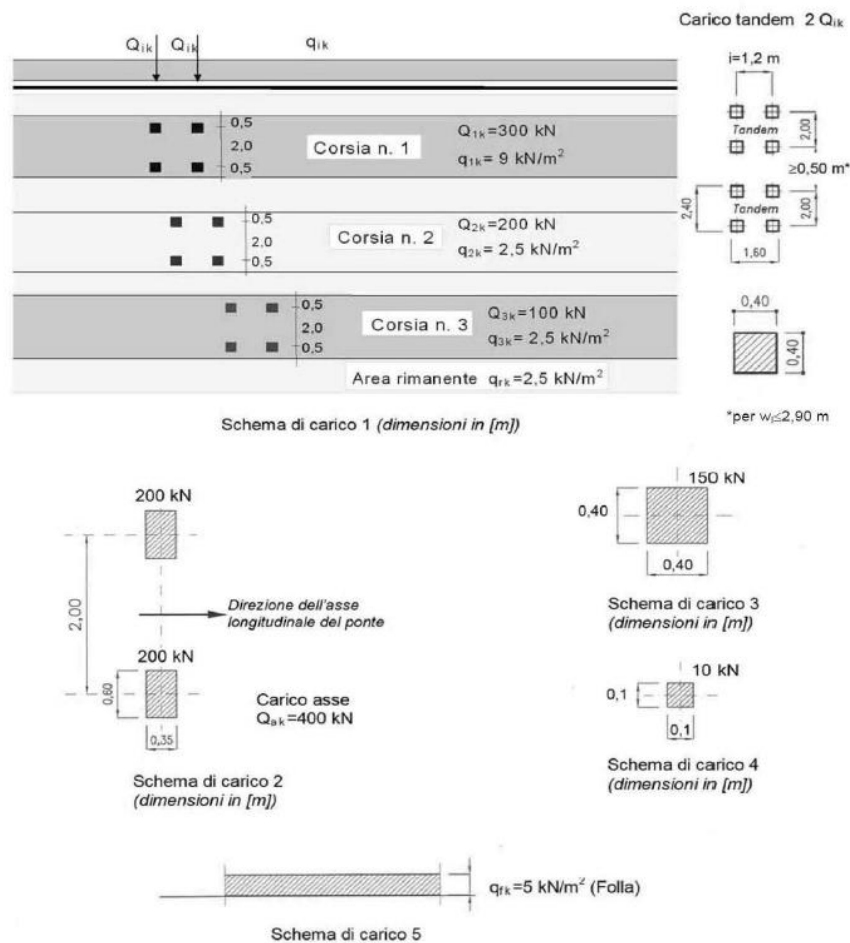 Carico tandem 2 Qik
Qik Qik qik
i=1,2 m
0,5
2,0
0,5
Corsia n. 1
Q1k=300 kN
q1k= 9 kN/m²
Tandem
2,00
≥0,50 m*
0,5
2,0
0,5
Corsia n. 2
Q2k=200 kN
q2k= 2,5 kN/m²
2,40
Tandem
2,00
1,60
0,5
2,0
0,5
Corsia n. 3
Q3k=100 kN
q3k= 2,5 kN/m²
0,40
0,40
Area rimanente qrk=2,5 kN/m²
Schema di carico 1 (dimensioni in [m])
*per wl≤2,90 m
200 kN
2,00
Direzione dell'asse
longitudinale del ponte
200 kN
0,60
0,35
Carico asse
Qak=400 kN
Schema di carico 2
(dimensioni in [m])
150 kN
0,40
0,40
Schema di carico 3
(dimensioni in [m])
10 kN
0,1
0,1
Schema di carico 4
(dimensioni in [m])
qfk=5 kN/m² (Folla)
Schema di carico 5